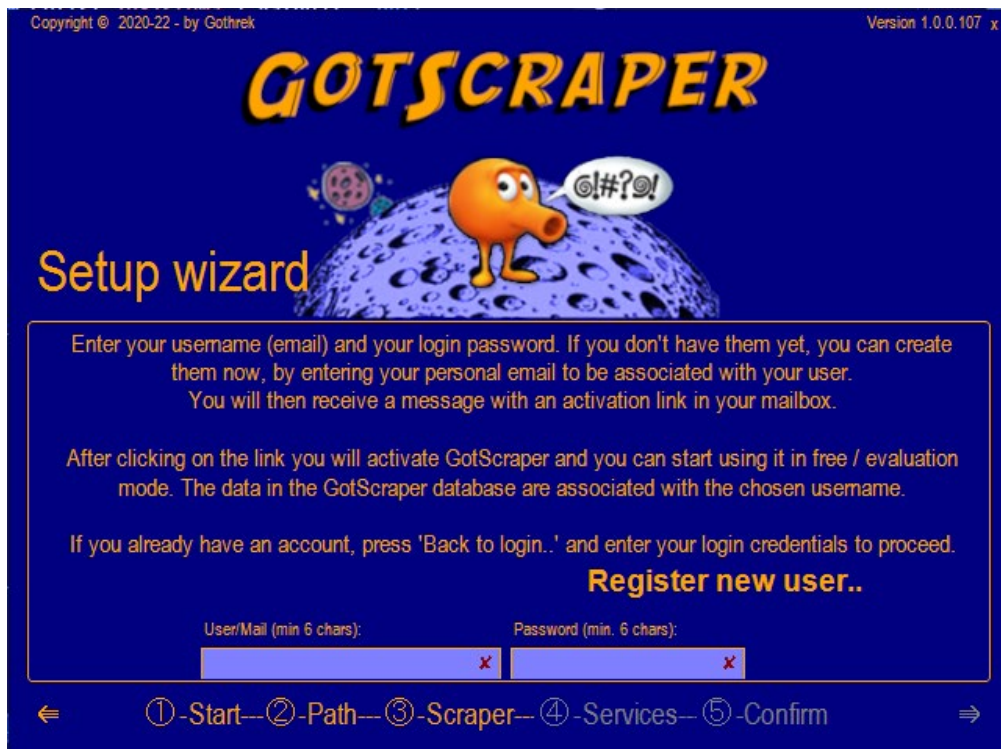 Copyright © 2020-22 - by Gothrek
Version 1.0.0.107 x
GOTSCRAPER
@!#?@!
Setup wizard
Enter your username (email) and your login password. If you don't have them yet, you can create
them now, by entering your personal email to be associated with your user.
You will then receive a message with an activation link in your mailbox.
After clicking on the link you will activate GotScraper and you can start using it in free / evaluation
mode. The data in the GotScraper database are associated with the chosen username.
If you already have an account, press 'Back to login..' and enter your login credentials to proceed.
Register new user..
User/Mail (min 6 chars):
Password (min. 6 chars):
✘ ✘
⇐ ①-Start---②-Path---③-Scraper---④-Services---⑤-Confirm ⇒